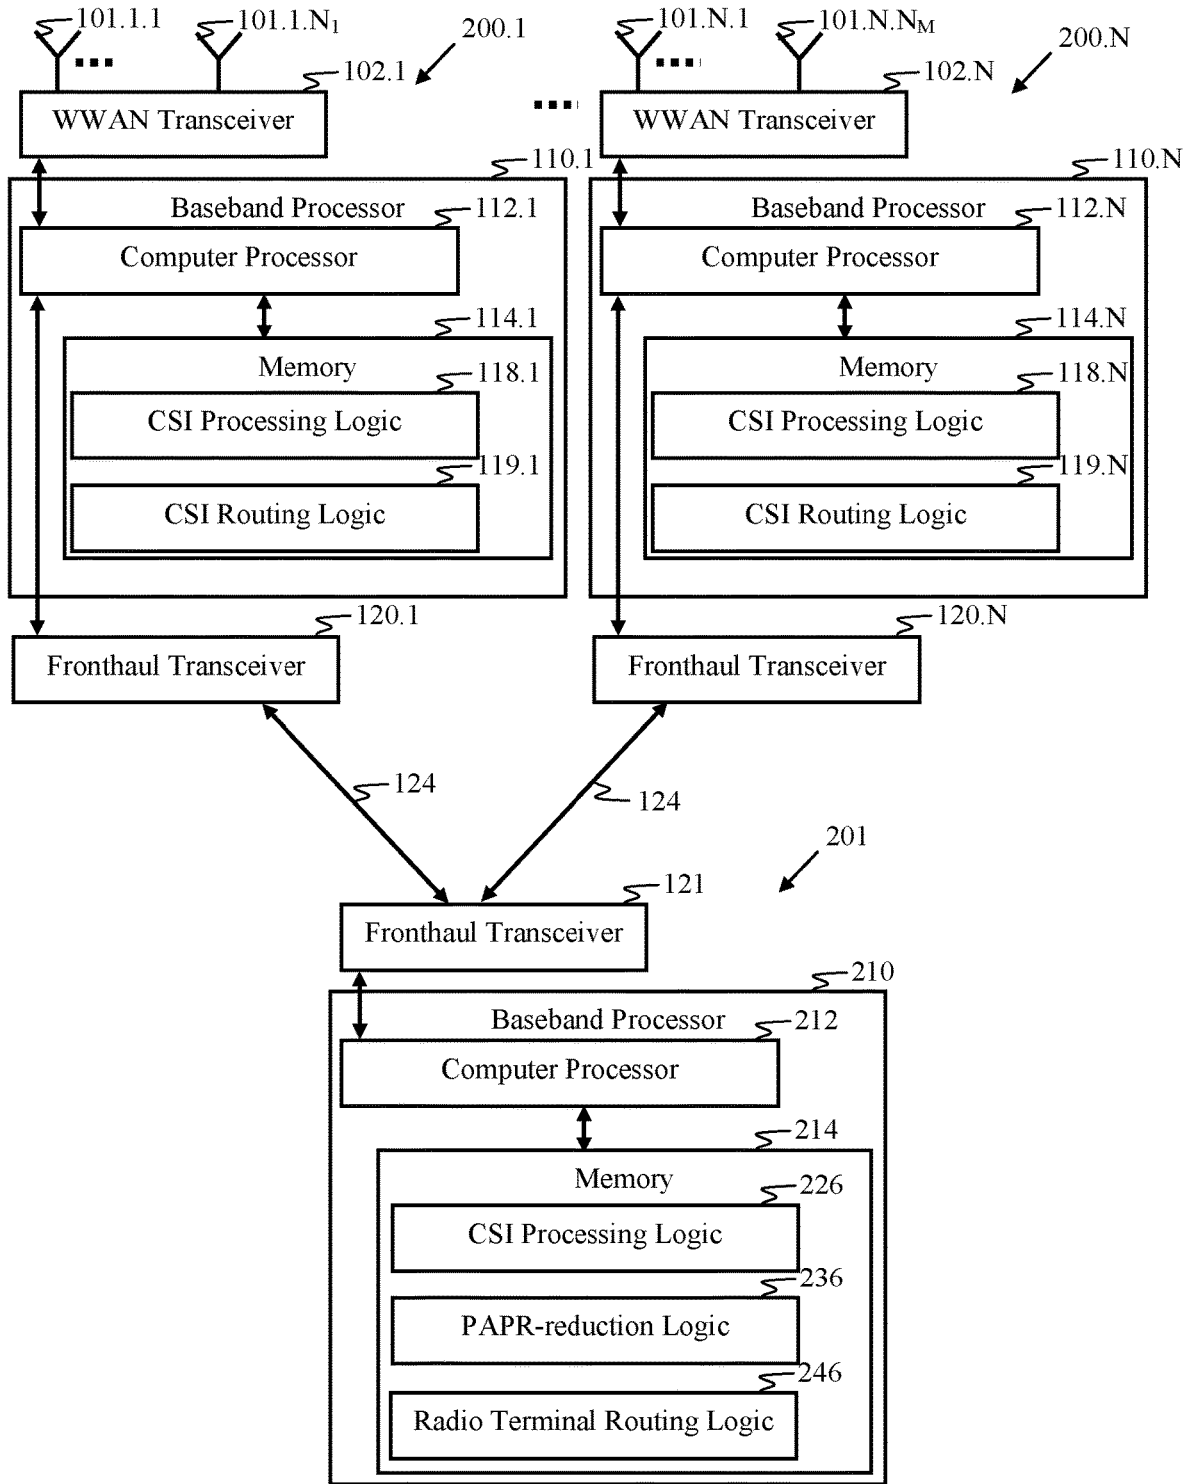 101.1.1
101.1.N₁
200.1
101.N.1
101.N.N_M
200.N
102.1
WWAN Transceiver
102.N
WWAN Transceiver
110.1
Baseband Processor
112.1
Computer Processor
114.1
Memory
118.1
CSI Processing Logic
119.1
CSI Routing Logic
110.N
Baseband Processor
112.N
Computer Processor
114.N
Memory
118.N
CSI Processing Logic
119.N
CSI Routing Logic
120.1
Fronthaul Transceiver
120.N
Fronthaul Transceiver
124
124
201
121
Fronthaul Transceiver
210
Baseband Processor
212
Computer Processor
214
Memory
226
CSI Processing Logic
236
PAPR-reduction Logic
246
Radio Terminal Routing Logic